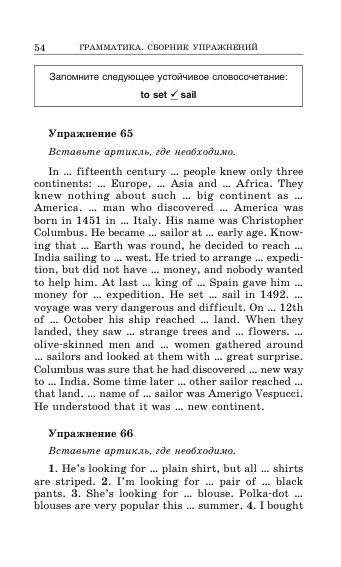 54
ГРАММАТИКА. СБОРНИК УПРАЖНЕНИЙ
Запомните следующее устойчивое словосочетание:
to set ✓ sail
Упражнение 65
Вставьте артикль, где необходимо.
In ... fifteenth century ... people knew only three
continents: ... Europe, ... Asia and ... Africa. They
knew nothing about such ... big continent as ...
America. ... man who discovered ... America was
born in 1451 in ... Italy. His name was Christopher
Columbus. He became ... sailor at ... early age. Know-
ing that ... Earth was round, he decided to reach ...
India sailing to ... west. He tried to arrange ... expedi-
tion, but did not have ... money, and nobody wanted
to help him. At last ... king of ... Spain gave him ...
money for ... expedition. He set ... sail in 1492. ...
voyage was very dangerous and difficult. On ... 12th
of ... October his ship reached ... land. When they
landed, they saw ... strange trees and ... flowers. ...
olive-skinned men and ... women gathered around
... sailors and looked at them with ... great surprise.
Columbus was sure that he had discovered ... new way
to ... India. Some time later ... other sailor reached ...
that land. ... name of ... sailor was Amerigo Vespucci.
He understood that it was ... new continent.
Упражнение 66
Вставьте артикль, где необходимо.
1. He's looking for ... plain shirt, but all ... shirts
are striped. 2. I'm looking for ... pair of ... black
pants. 3. She's looking for ... blouse. Polka-dot ...
blouses are very popular this ... summer. 4. I bought